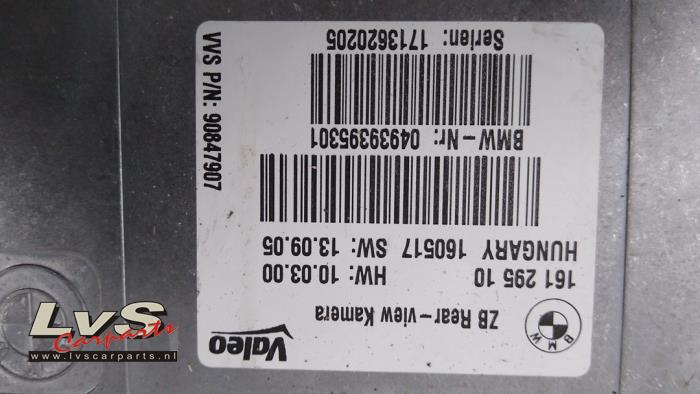 Valeo
BMW
ZB Rear-view Kamera
161 295 10 HW: 10.03.00
HUNGARY 160517 SW: 13.09.05
BMW-Nr: 04939395301
Serien: 1713620205
VVS P/N: 90847907
LvS
Carparts
www.lvscarparts.nl